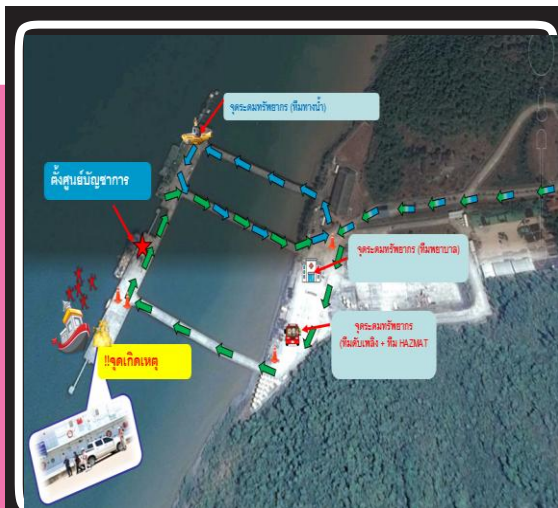 จุดระดมทรัพยากร (ทีมทางน้ำ)
ตั้งศูนย์บัญชาการ
จุดระดมทรัพยากร (ทีมพยาบาล)
จุดระดมทรัพยากร
(ทีมดับเพลิง + ทีม HAZMAT
!!จุดเกิดเหตุ